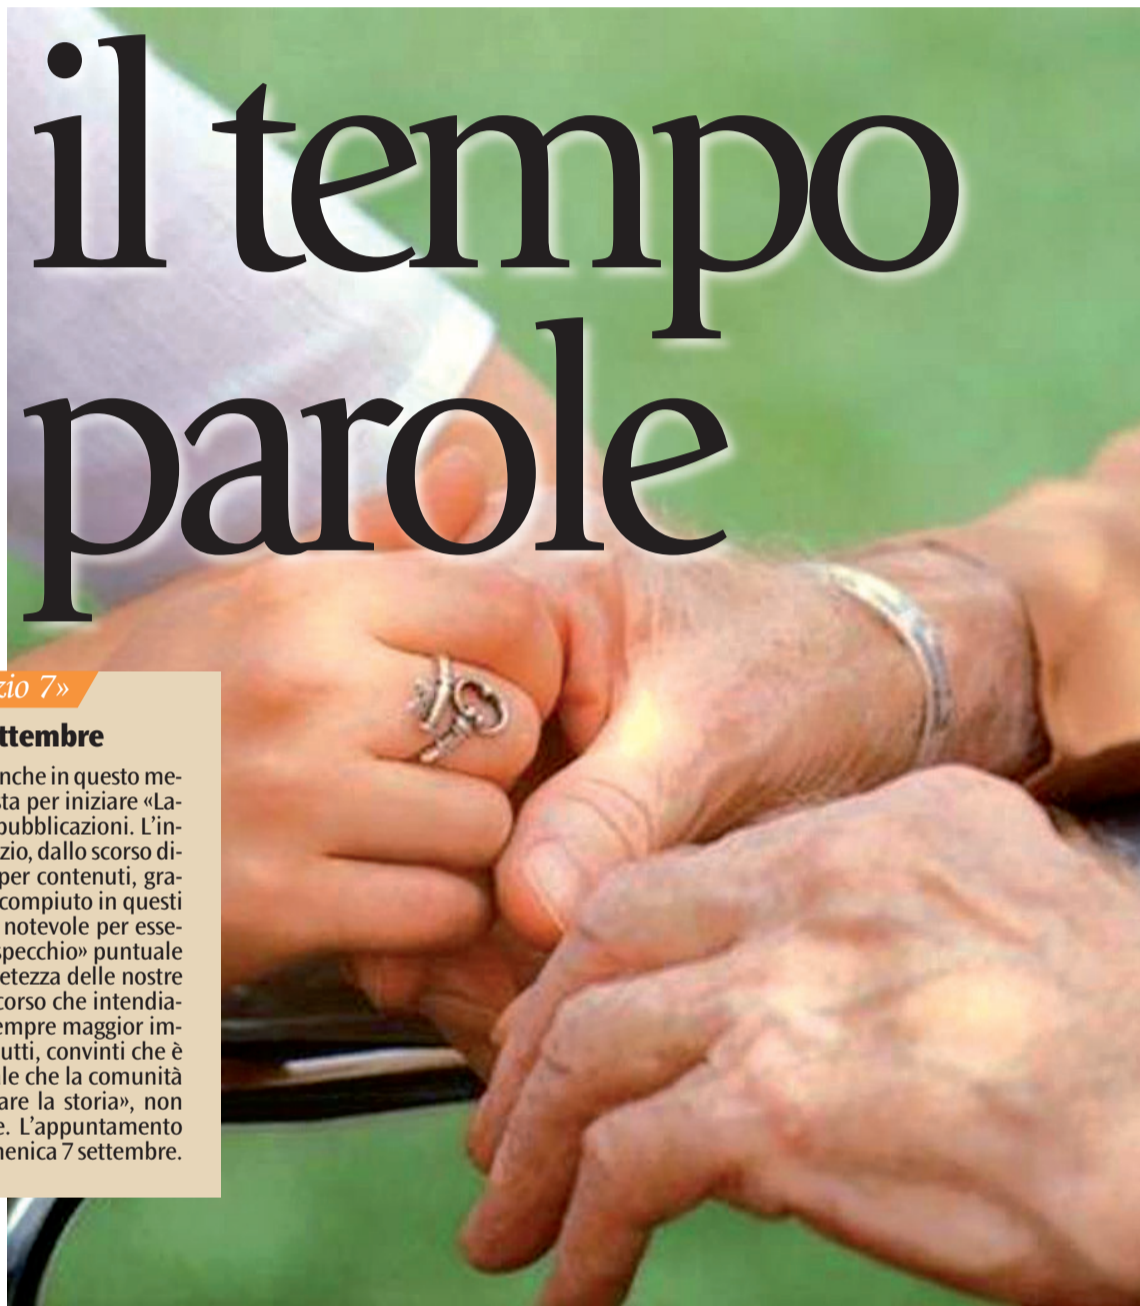 il tempo
parole
zio 7»
ttembre
nche in questo me-
sta per iniziare «La-
pubblicazioni. L'in-
zio, dallo scorso di-
per contenuti, gra-
compiuto in questi
notevole per esse-
specchio» puntuale
etezza delle nostre
corso che intendia-
empre maggior im-
utti, convinti che è
le che la comunità
are la storia», non
e. L'appuntamento
menica 7 settembre.